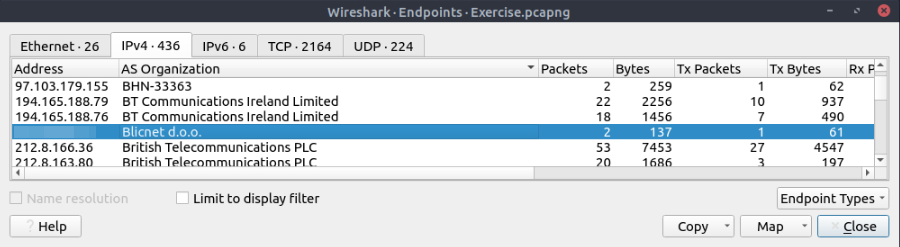 Wireshark · Endpoints · Exercise.pcapng
Ethernet · 26 IPv4 · 436 IPv6 · 6 TCP · 2164 UDP · 224
Address AS Organization Packets Bytes Tx Packets Tx Bytes Rx P
97.103.179.155 BHN-33363 2 259 1 62
194.165.188.79 BT Communications Ireland Limited 22 2256 10 937
194.165.188.76 BT Communications Ireland Limited 18 1456 7 490
Blicnet d.o.o. 2 137 1 61
212.8.166.36 British Telecommunications PLC 53 7453 27 4547
212.8.163.80 British Telecommunications PLC 20 1686 3 197
Name resolution Limit to display filter Endpoint Types
? Help Copy Map Close